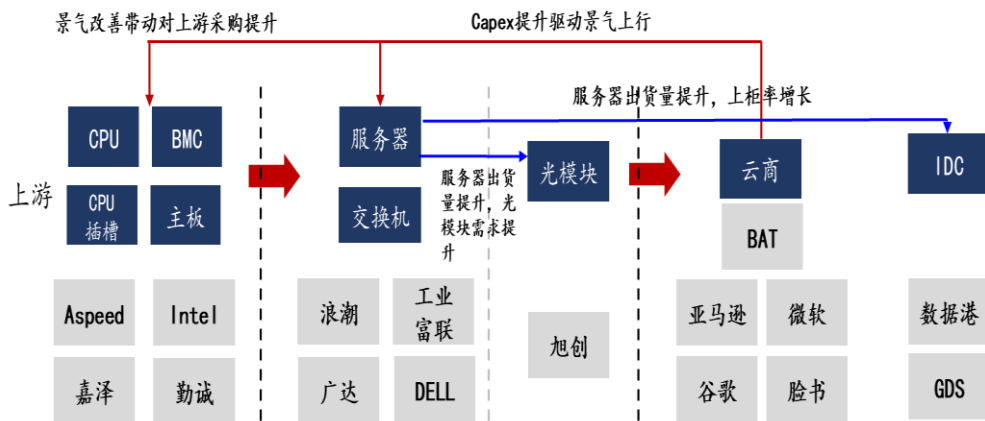 景气改善带动对上游采购提升
Capex提升驱动景气上行
服务器出货量提升，上柜率增长
上游
CPU
BMC
CPU
插槽
主板
服务器
交换机
服务器出货
量提升，光
模块需求提
升
光模块
云商
BAT
IDC
Aspeed
Intel
嘉泽
勤诚
浪潮
工业
富联
广达
DELL
旭创
亚马逊
微软
谷歌
脸书
数据港
GDS